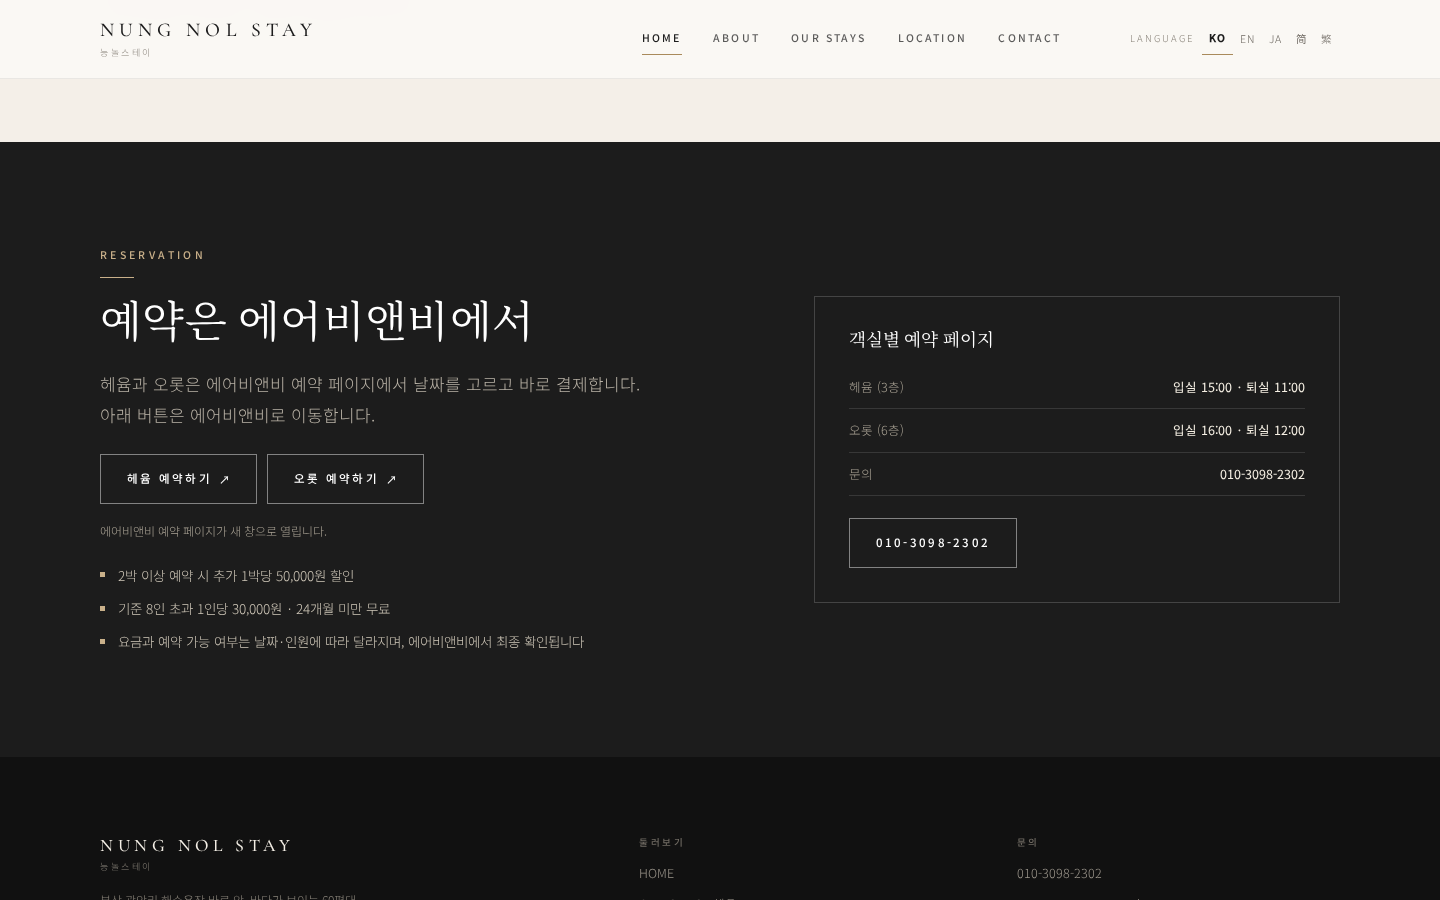 NUNG NOL STAY
능놀스테이
HOME ABOUT OUR STAYS LOCATION CONTACT LANGUAGE KO EN JA 简 繁
RESERVATION
예약은 에어비앤비에서
헤윰과 오롯은 에어비앤비 예약 페이지에서 날짜를 고르고 바로 결제합니다.
아래 버튼은 에어비앤비로 이동합니다.
헤윰 예약하기 ↗ 오롯 예약하기 ↗
에어비앤비 예약 페이지가 새 창으로 열립니다.
2박 이상 예약 시 추가 1박당 50,000원 할인
기준 8인 초과 1인당 30,000원 · 24개월 미만 무료
요금과 예약 가능 여부는 날짜·인원에 따라 달라지며, 에어비앤비에서 최종 확인됩니다
객실별 예약 페이지
헤윰 (3층) 입실 15:00 · 퇴실 11:00
오롯 (6층) 입실 16:00 · 퇴실 12:00
문의 010-3098-2302
010-3098-2302
NUNG NOL STAY
능놀스테이
둘러보기
HOME
문의
010-3098-2302